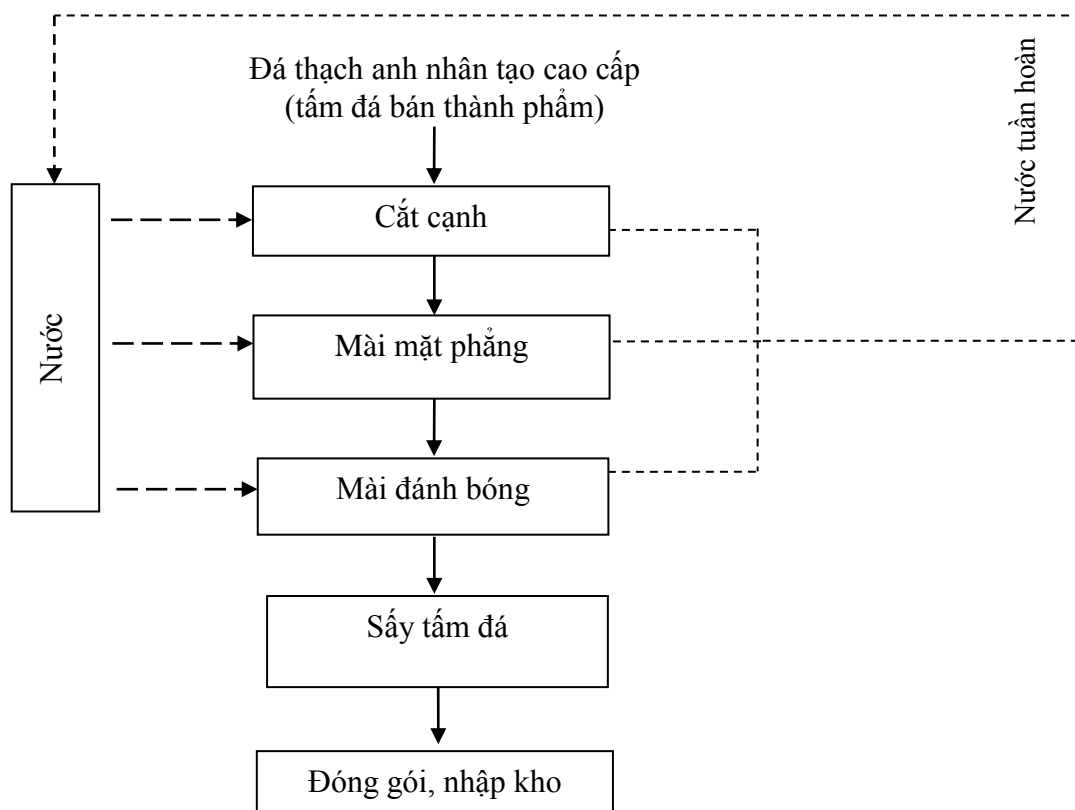 Đá thạch anh nhân tạo cao cấp
(tấm đá bán thành phẩm)
Nước tuần hoàn
Nước
Cắt cạnh
Mài mặt phẳng
Mài đánh bóng
Sấy tấm đá
Đóng gói, nhập kho